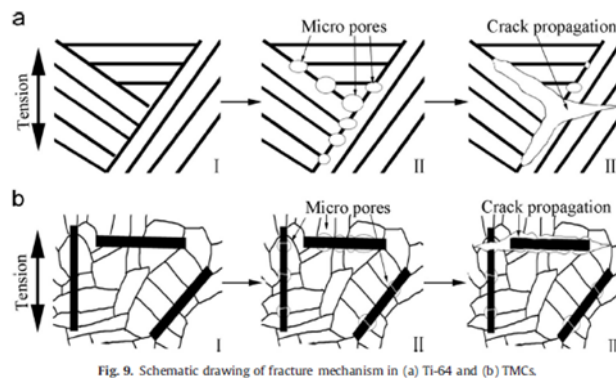 a
Micro pores
Crack propagation
Tension
I
II
II
b
Micro pores
Crack propagation
Tension
I
II
II
Fig. 9. Schematic drawing of fracture mechanism in (a) Ti-64 and (b) TMCs.